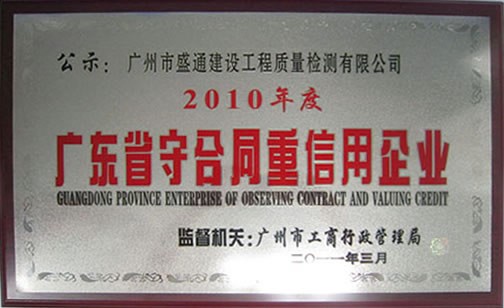 公示：广州市盛通建设工程质量检测有限公司
2010年度
广东省守合同重信用企业
GUANGDONG PROVINCE ENTERPRISE OF OBSERVING CONTRACT AND VALUING CREDIT
监督机关：广州市工商行政管理局
二〇一一年三月